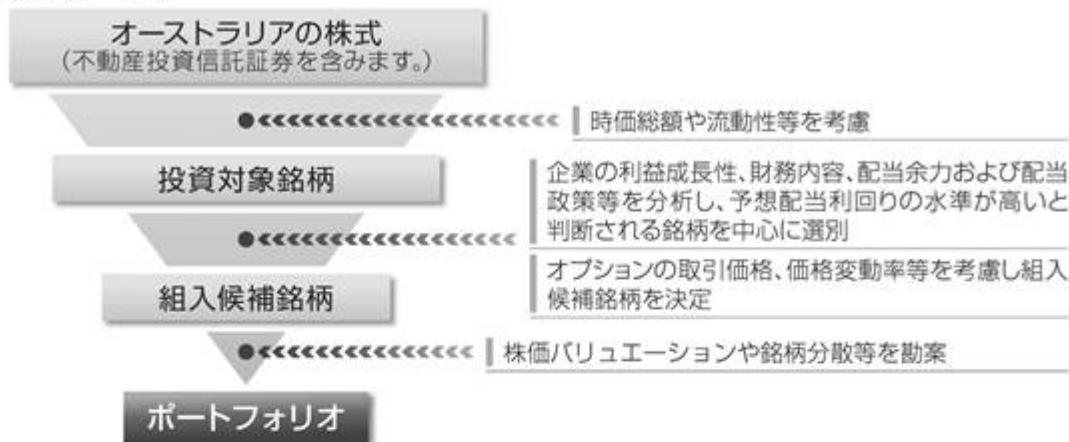 オーストラリアの株式
(不動産投資信託証券を含みます。)
時価総額や流動性等を考慮
投資対象銘柄
企業の利益成長性、財務内容、配当余力および配当
政策等を分析し、予想配当利回りの水準が高いと
判断される銘柄を中心に選別
オプションの取引価格、価格変動率等を考慮し組入
候補銘柄を決定
組入候補銘柄
株価バリュエーションや銘柄分散等を勘案
ポートフォリオ